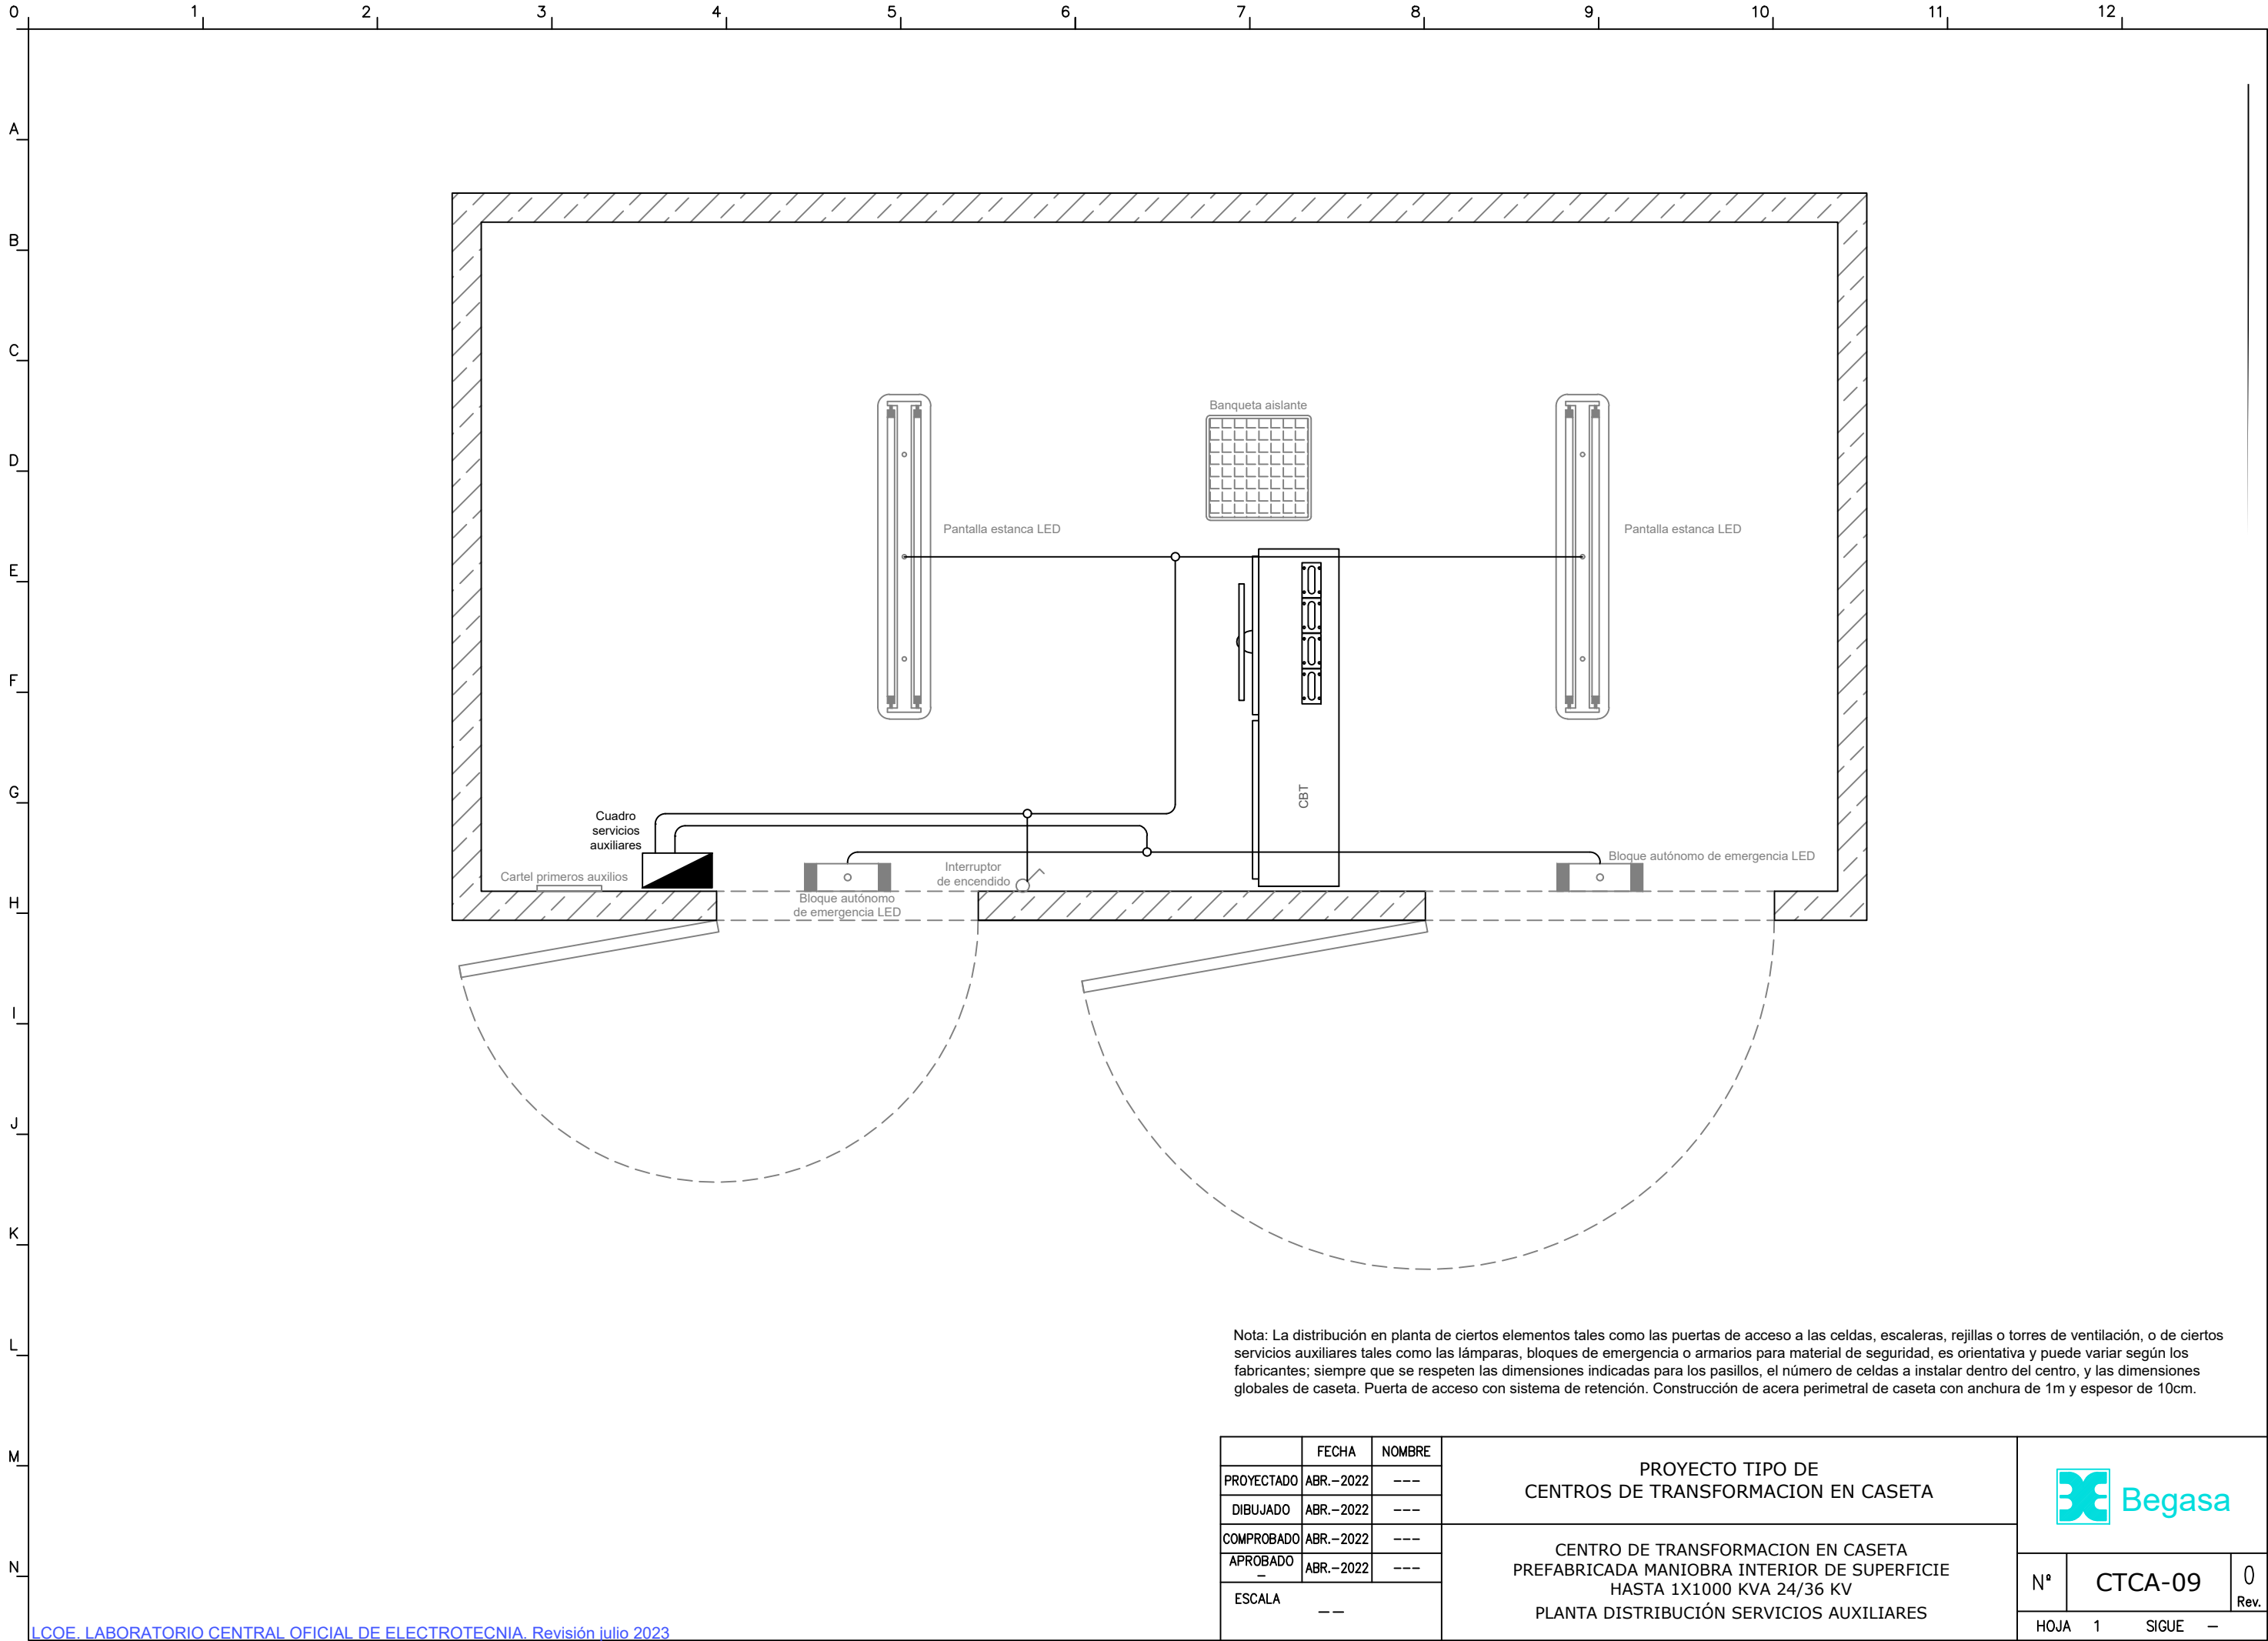 0 1 2 3 4 5 6 7 8 9 10 11 12
A
B
C
D
E
F
G
H
I
J
K
L
M
N
Banqueta aislante
Pantalla estanca LED
Pantalla estanca LED
CBT
Cuadro
servicios
auxiliares
Cartel primeros auxilios
Bloque autónomo
de emergencia LED
Interruptor
de encendido
Bloque autónomo de emergencia LED
Nota: La distribución en planta de ciertos elementos tales como las puertas de acceso a las celdas, escaleras, rejillas o torres de ventilación, o de ciertos
servicios auxiliares tales como las lámparas, bloques de emergencia o armarios para material de seguridad, es orientativa y puede variar según los
fabricantes; siempre que se respeten las dimensiones indicadas para los pasillos, el número de celdas a instalar dentro del centro, y las dimensiones
globales de caseta. Puerta de acceso con sistema de retención. Construcción de acera perimetral de caseta con anchura de 1m y espesor de 10cm.
FECHA NOMBRE
PROYECTADO ABR.-2022 ---
DIBUJADO ABR.-2022 ---
COMPROBADO ABR.-2022 ---
APROBADO - ABR.-2022 ---
ESCALA --
PROYECTO TIPO DE
CENTROS DE TRANSFORMACION EN CASETA
CENTRO DE TRANSFORMACION EN CASETA
PREFABRICADA MANIOBRA INTERIOR DE SUPERFICIE
HASTA 1X1000 KVA 24/36 KV
PLANTA DISTRIBUCIÓN SERVICIOS AUXILIARES
Begasa
Nº CTCA-09 0 Rev.
HOJA 1 SIGUE -
LCOE. LABORATORIO CENTRAL OFICIAL DE ELECTROTECNIA. Revisión julio 2023